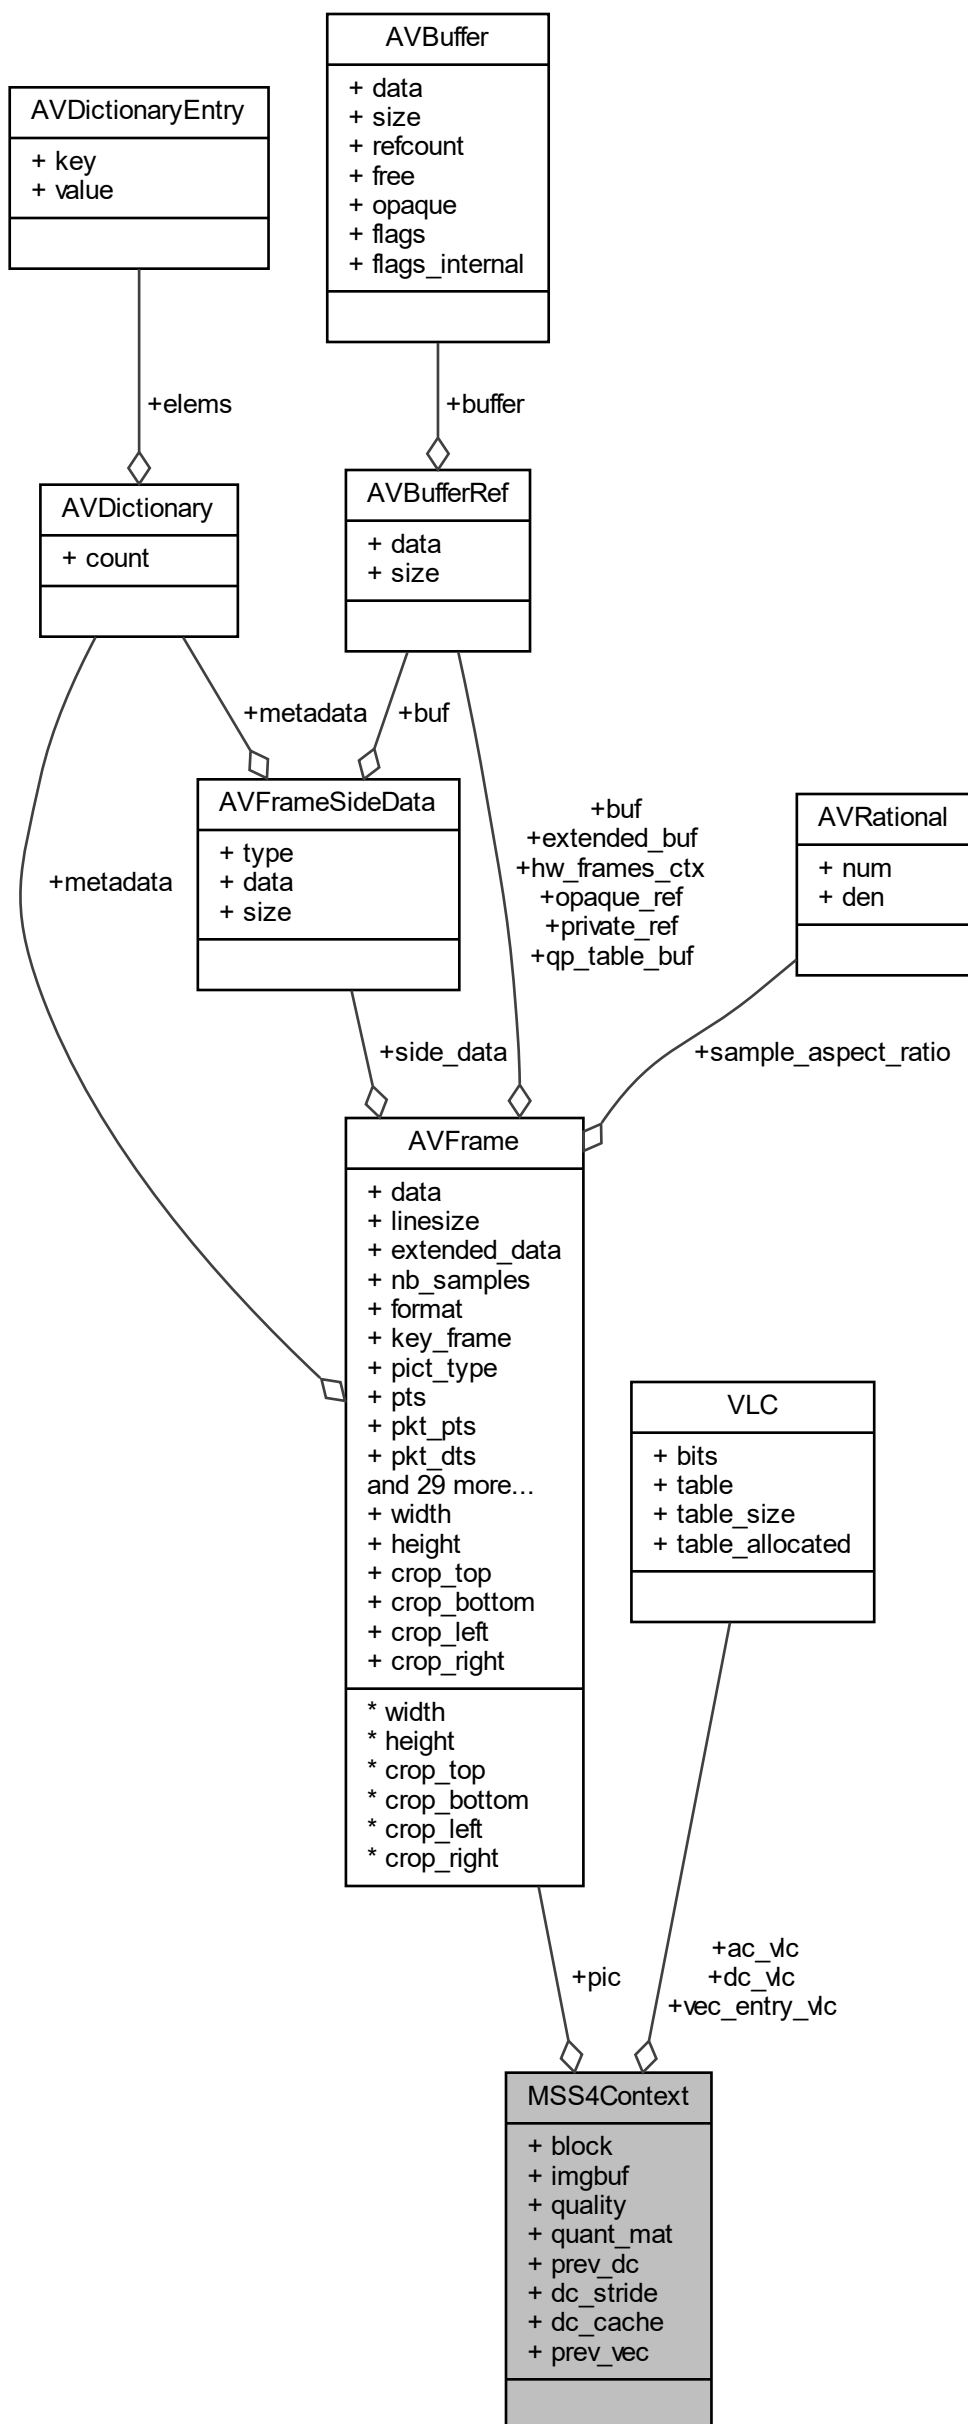 AVBuffer
+ data
+ size
+ refcount
+ free
+ opaque
+ flags
+ flags_internal
AVDictionaryEntry
+ key
+ value
+elems
+buffer
AVDictionary
+ count
AVBufferRef
+ data
+ size
+metadata
+buf
AVFrameSideData
+ type
+ data
+ size
+buf
+extended_buf
+hw_frames_ctx
+opaque_ref
+private_ref
+qp_table_buf
AVRational
+ num
+ den
+metadata
+side_data
+sample_aspect_ratio
AVFrame
+ data
+ linesize
+ extended_data
+ nb_samples
+ format
+ key_frame
+ pict_type
+ pts
+ pkt_pts
+ pkt_dts
and 29 more...
+ width
+ height
+ crop_top
+ crop_bottom
+ crop_left
+ crop_right
* width
* height
* crop_top
* crop_bottom
* crop_left
* crop_right
VLC
+ bits
+ table
+ table_size
+ table_allocated
+pic
+ac_vlc
+dc_vlc
+vec_entry_vlc
MSS4Context
+ block
+ imgbuf
+ quality
+ quant_mat
+ prev_dc
+ dc_stride
+ dc_cache
+ prev_vec